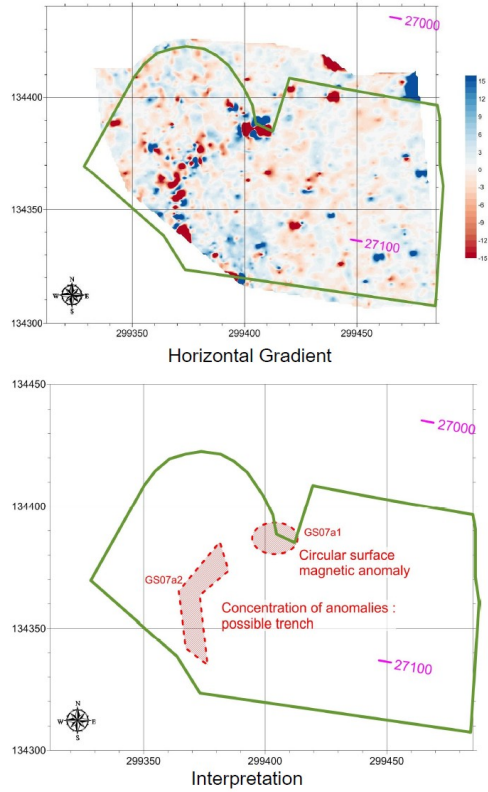 27000
134400
134350
134300
27100
15
12
9
6
3
0
-3
-6
-9
-12
-15
N
W E
S
299350
299400
299450
Horizontal Gradient
134450
27000
134400
GS07a1
Circular surface
magnetic anomaly
GS07a2
Concentration of anomalies :
possible trench
134350
27100
N
W E
S
134300
299350
299400
299450
Interpretation